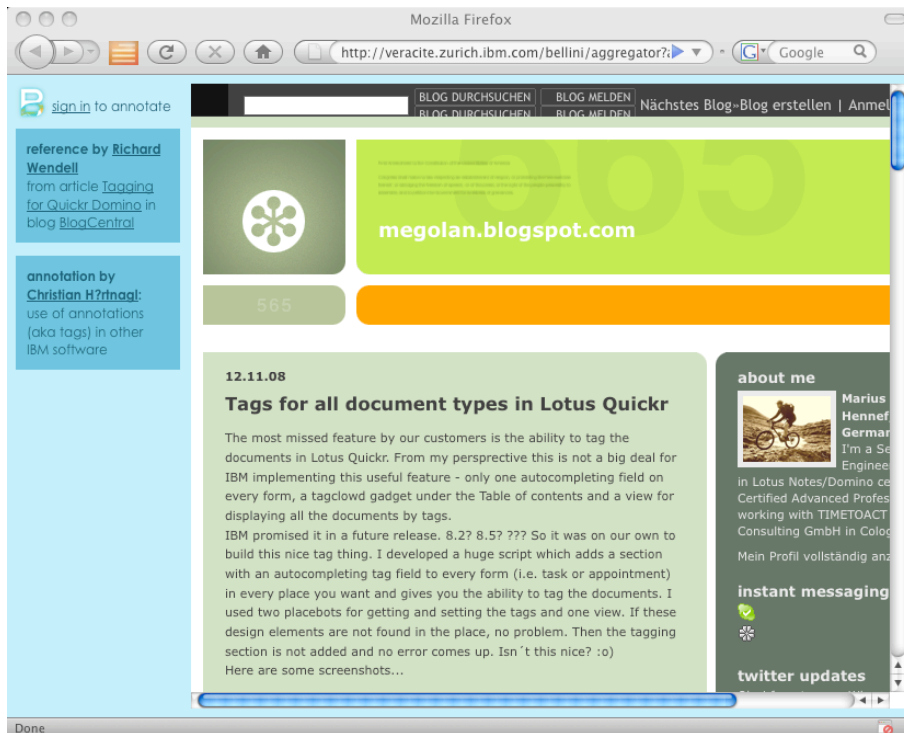 Mozilla Firefox
http://veracite.zurich.ibm.com/bellini/aggregator?
Google
sign in to annotate
reference by Richard
Wendell
from article Tagging
for Quickr Domino in
blog BlogCentral
annotation by
Christian H?rtnagl:
use of annotations
(aka tags) in other
IBM software
BLOG DURCHSUCHEN
BLOG MELDEN
BLOG DURCHSUCHEN
BLOG MELDEN
Nächstes Blog»Blog erstellen | Anmel
565
megolan.blogspot.com
565
12.11.08
Tags for all document types in Lotus Quickr
The most missed feature by our customers is the ability to tag the
documents in Lotus Quickr. From my persprective this is not a big deal for
IBM implementing this useful feature - only one autocompleting field on
every form, a tagclowd gadget under the Table of contents and a view for
displaying all the documents by tags.
IBM promised it in a future release. 8.2? 8.5? ??? So it was on our own to
build this nice tag thing. I developed a huge script which adds a section
with an autocompleting tag field to every form (i.e. task or appointment)
in every place you want and gives you the ability to tag the documents. I
used two placebots for getting and setting the tags and one view. If these
design elements are not found in the place, no problem. Then the tagging
section is not added and no error comes up. Isn´t this nice? :o)
Here are some screenshots...
about me
Marius
Hennef
German
I'm a Se
Enginee
in Lotus Notes/Domino ce
Certified Advanced Profes
working with TIMETOACT
Consulting GmbH in Colog
Mein Profil vollständig anz
instant messaging
twitter updates
Done